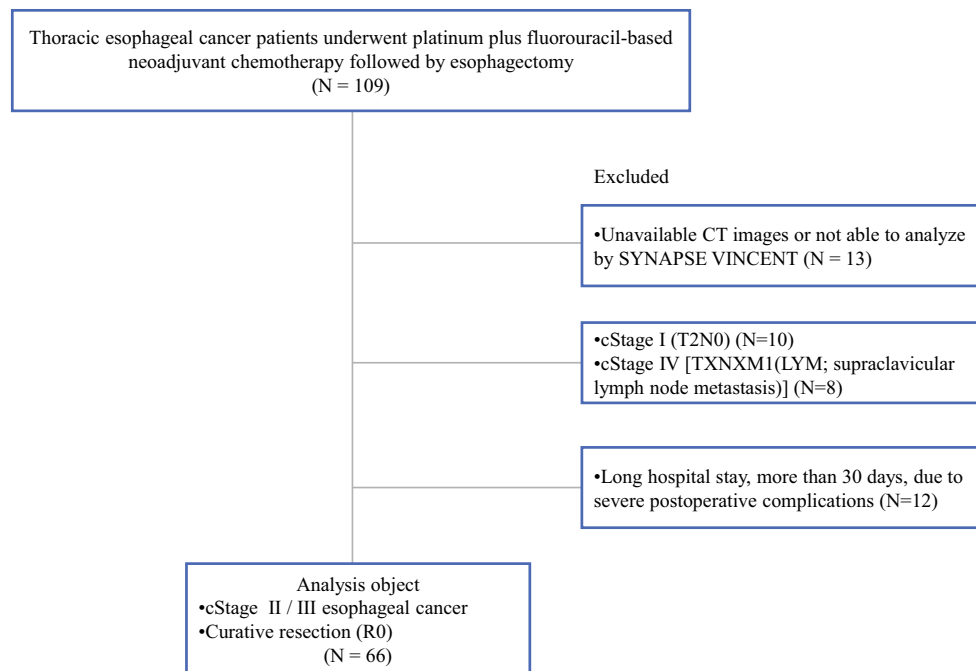 Thoracic esophageal cancer patients underwent platinum plus fluorouracil-based
neoadjuvant chemotherapy followed by esophagectomy
(N = 109)
Excluded
•Unavailable CT images or not able to analyze
by SYNAPSE VINCENT (N = 13)
•cStage I (T2N0) (N=10)
•cStage IV [TXNXM1(LYM; supraclavicular
lymph node metastasis)] (N=8)
•Long hospital stay, more than 30 days, due to
severe postoperative complications (N=12)
Analysis object
•cStage II / III esophageal cancer
•Curative resection (R0)
(N = 66)